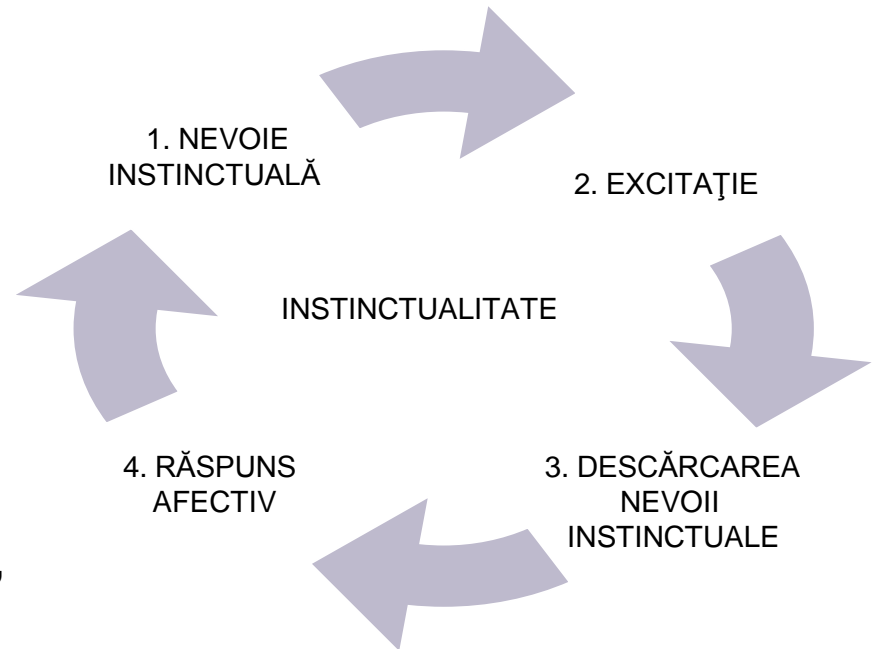 1. NEVOIE
INSTINCTUALĂ
2. EXCITAŢIE
INSTINCTUALITATE
3. DESCĂRCAREA
NEVOII
INSTINCTUALE
4. RĂSPUNS
AFECTIV
,